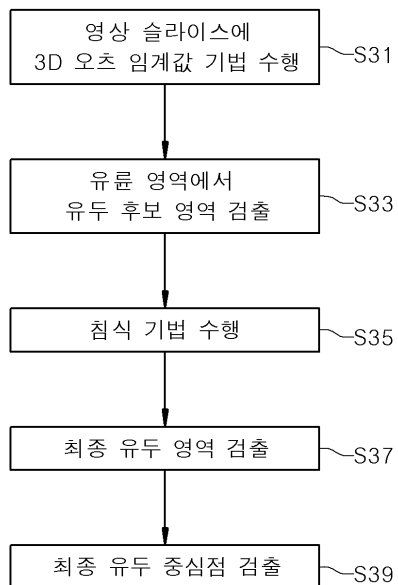 영상 슬라이스에
3D 오츠 임계값 기법 수행
S31
유륜 영역에서
유두 후보 영역 검출
S33
침식 기법 수행
S35
최종 유두 영역 검출
S37
최종 유두 중심점 검출
S39